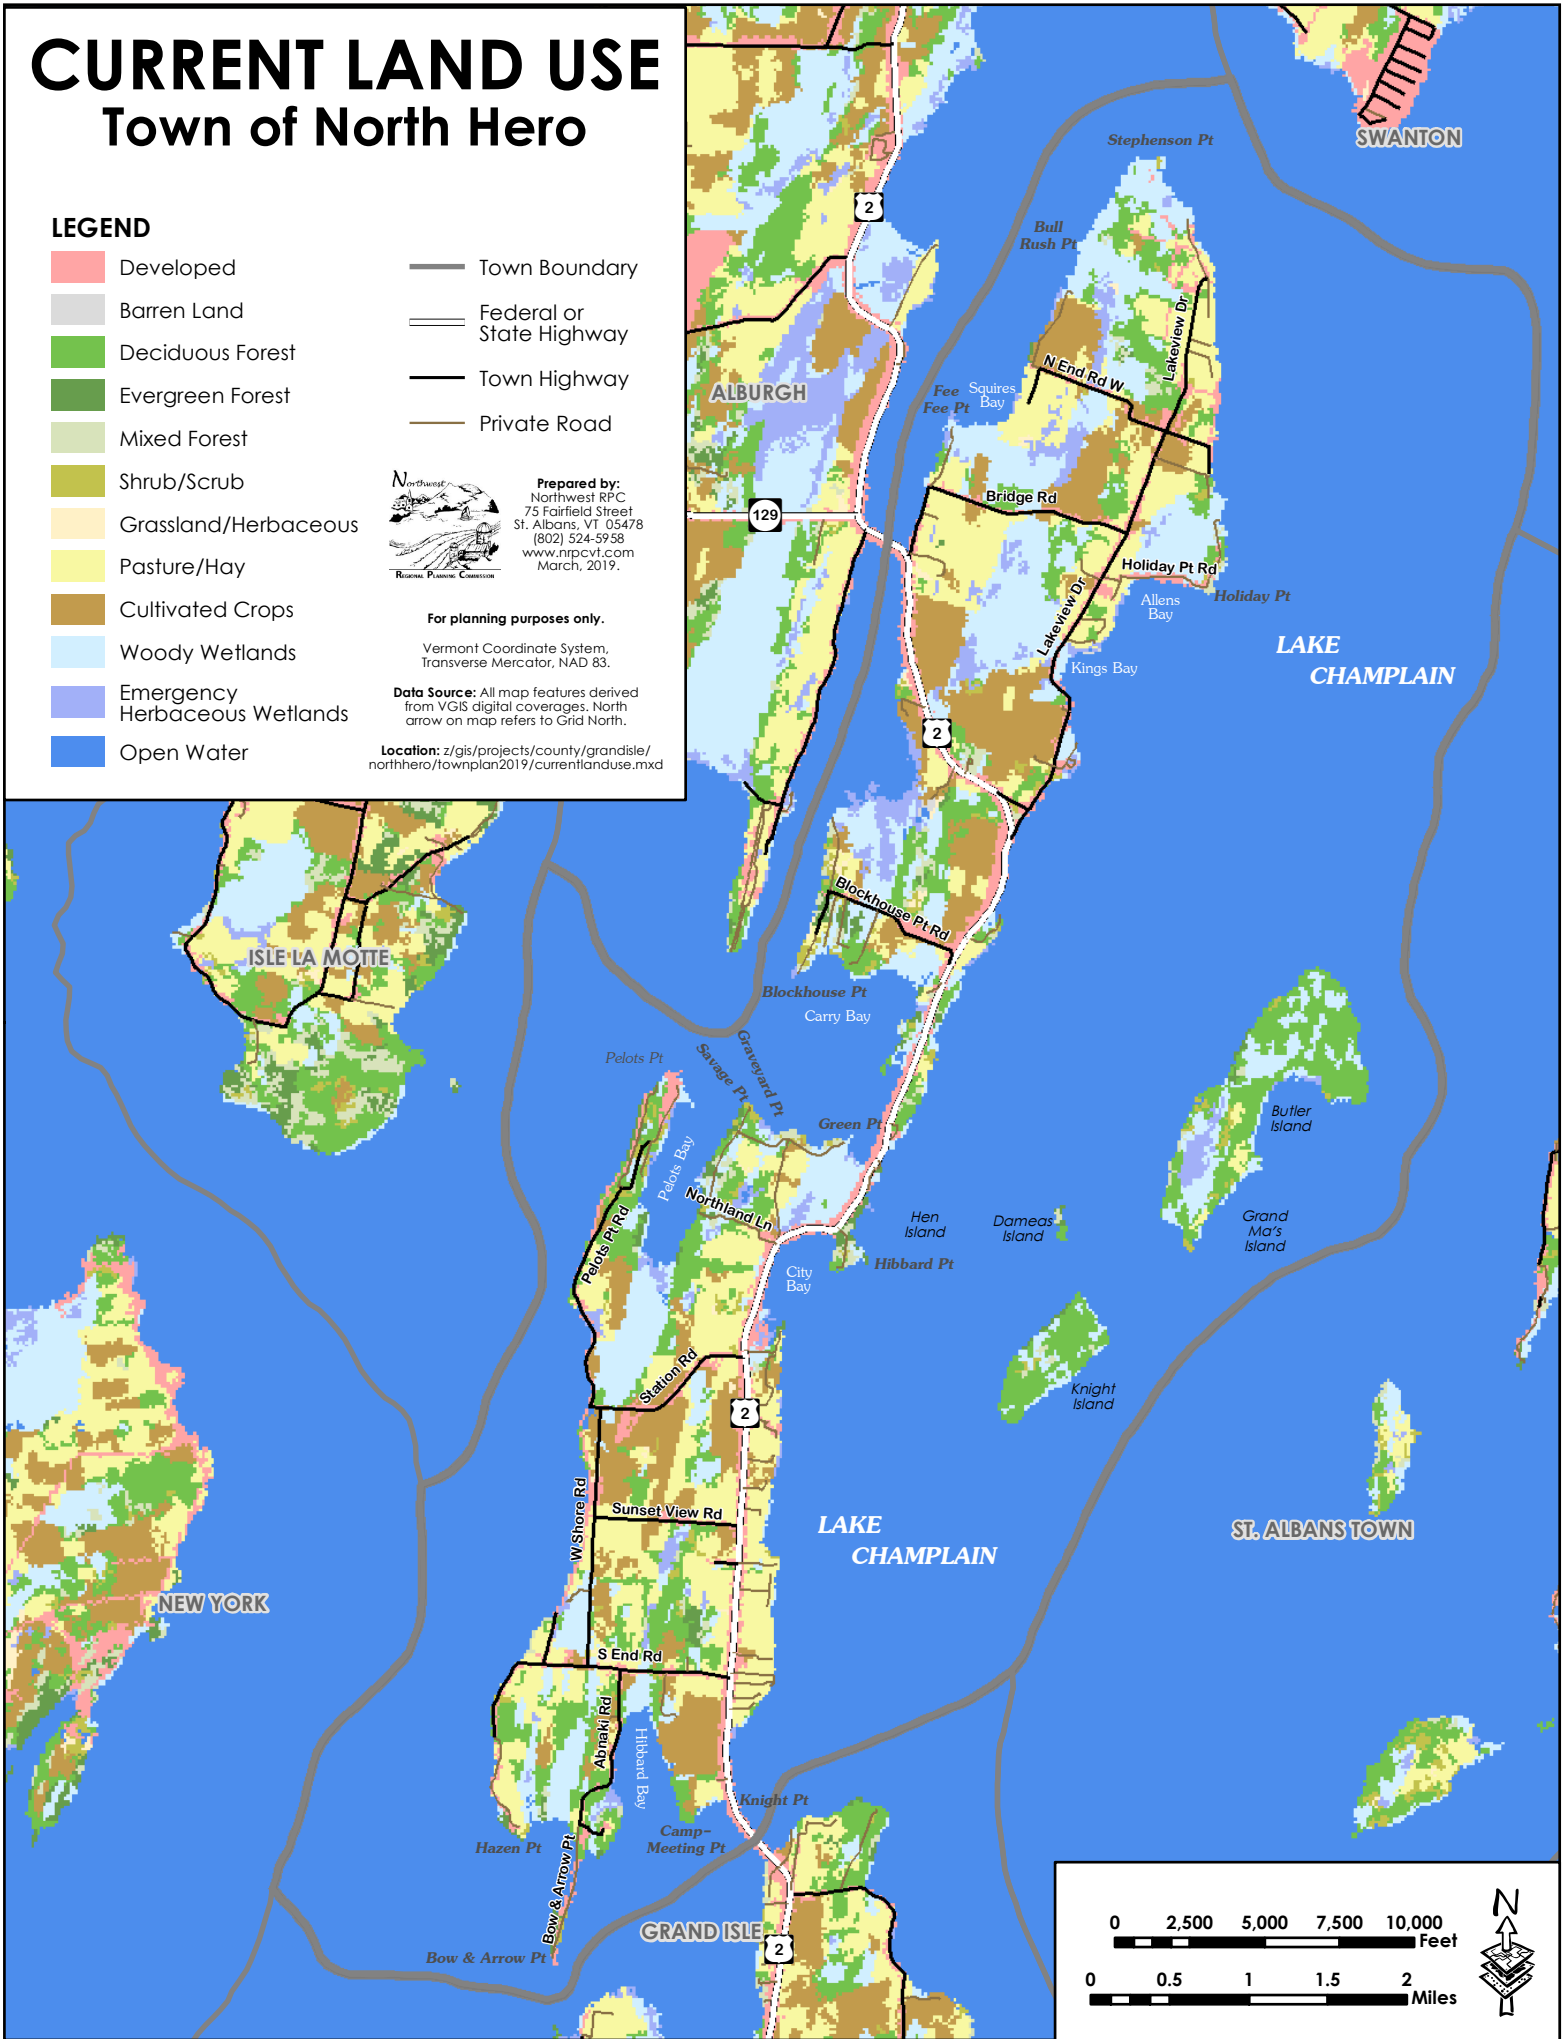 CURRENT LAND USE
Town of North Hero
LEGEND
Developed
Barren Land
Deciduous Forest
Evergreen Forest
Mixed Forest
Shrub/Scrub
Grassland/Herbaceous
Pasture/Hay
Cultivated Crops
Woody Wetlands
Emergency
Herbaceous Wetlands
Open Water
Town Boundary
Federal or
State Highway
Town Highway
Private Road
Northwest
REGIONAL PLANNING COMMISSION
Prepared by:
Northwest RPC
75 Fairfield Street
St. Albans, VT 05478
(802) 524-5958
www.nrpcvt.com
March, 2019.
For planning purposes only.
Vermont Coordinate System,
Transverse Mercator, NAD 83.
Data Source: All map features derived
from VGIS digital coverages. North
arrow on map refers to Grid North.
Location: z/gis/projects/county/grandisle/
northhero/townplan2019/currentlanduse.mxd
SWANTON
Stephenson Pt
2
Bull
Rush Pt
Lakeview Dr
N End Rd W
ALBURGH
Fee
Fee Pt
Squires
Bay
Bridge Rd
129
Holiday Pt Rd
Holiday Pt
Allens
Bay
Lakeview Dr
Kings Bay
LAKE
CHAMPLAIN
2
Blockhouse Pt Rd
ISLE LA MOTTE
Blockhouse Pt
Carry Bay
Pelots Pt
Savage Pt
Graveyard Pt
Green Pt
Butler
Island
Pelots Bay
Northland Ln
Hen
Island
Dameas
Island
Grand
Ma's
Island
Pelots Pt Rd
Hibbard Pt
City
Bay
Station Rd
Knight
Island
2
W Shore Rd
Sunset View Rd
LAKE
CHAMPLAIN
ST. ALBANS TOWN
NEW YORK
S End Rd
Abnaki Rd
Hibbard Bay
Knight Pt
Camp-
Meeting Pt
Hazen Pt
Bow & Arrow Pt
GRAND ISLE
2
Bow & Arrow Pt
0 2,500 5,000 7,500 10,000
Feet
0 0.5 1 1.5 2
Miles
N